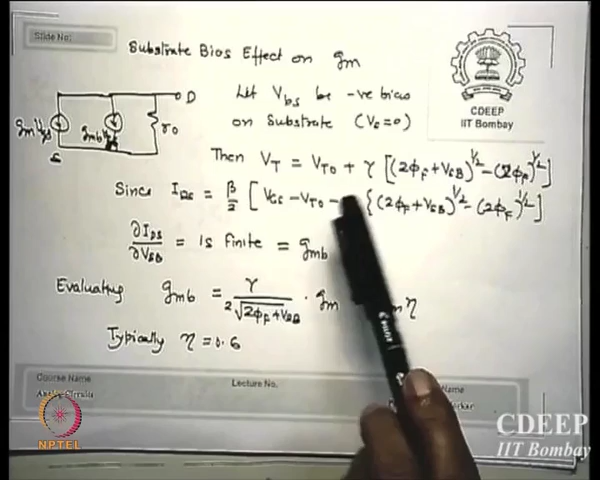 Slide No:
Substrate Bias Effect on gm
Let Vbs be -ve bias
on Substrate (Vs=0)
CDEEP
IIT Bombay
gmVgs gmb r0 D
S
Then VT = VT0 + γ [(2ϕF+VSB)^1/2 - (2ϕF)^1/2]
Since IDS = β/2 [VGS - VT0 - {(2ϕF+VSB)^1/2 - (2ϕF)^1/2]
∂IDS/∂VSB = is finite = gmb
Evaluating gmb = γ/2√2ϕF+VSB · gm η
Typically η = 0.6
Course Name
Lecture No.
NPTEL
CDEEP
IIT Bombay